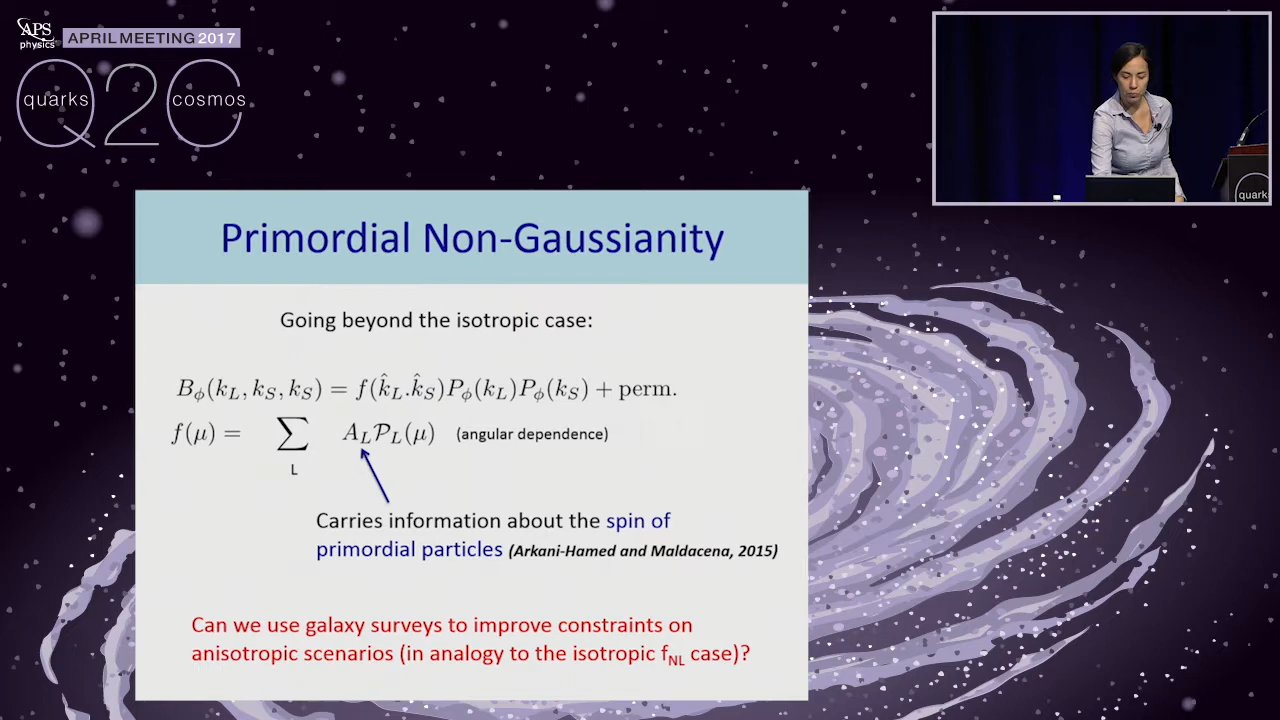 APS
physics
APRIL MEETING 2017
Q2C
quarks
cosmos
quarks
Primordial Non-Gaussianity
Going beyond the isotropic case:
B_ϕ(k_L, k_S, k_S) = f(k̂_L.k̂_S)P_ϕ(k_L)P_ϕ(k_S) + perm.
f(μ) = ∑_L A_L 𝒫_L(μ) (angular dependence)
Carries information about the spin of
primordial particles (Arkani-Hamed and Maldacena, 2015)
Can we use galaxy surveys to improve constraints on
anisotropic scenarios (in analogy to the isotropic f_NL case)?